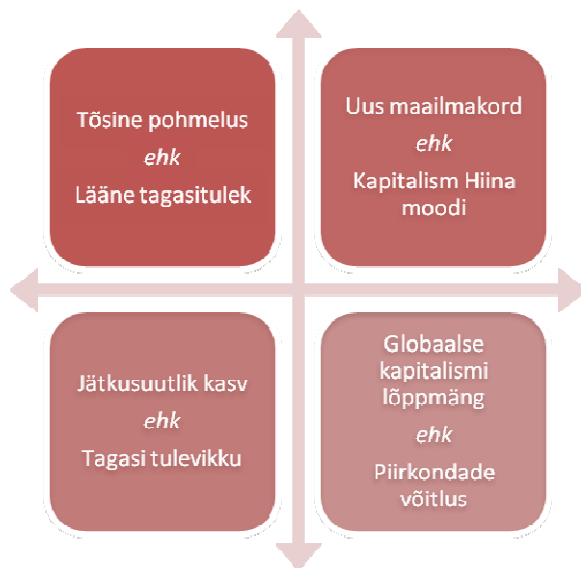 Tõsine pohmelus
ehk
Lääne tagasitulek
Uus maailmakord
ehk
Kapitalism Hiina
moodi
Jätkusuutlik kasv
ehk
Tagasi tulevikku
Globaalse
kapitalismi
lõppmäng
ehk
Piirkondade
võitlus